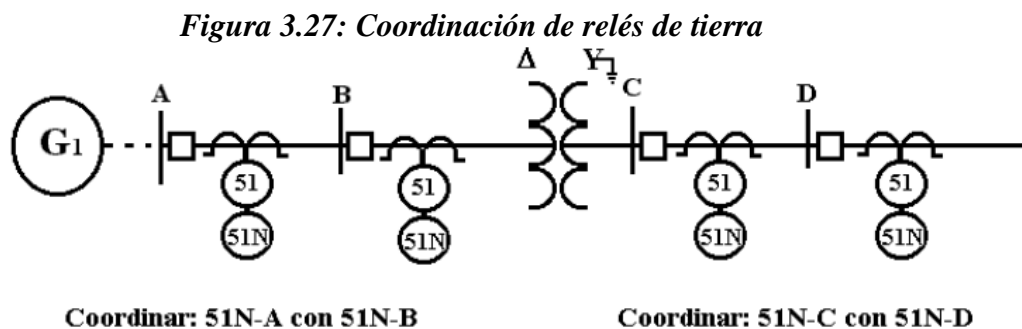 Figura 3.27: Coordinación de relés de tierra
Δ Y
A B C D
G1
51 51 51 51
51N 51N 51N 51N
Coordinar: 51N-A con 51N-B Coordinar: 51N-C con 51N-D